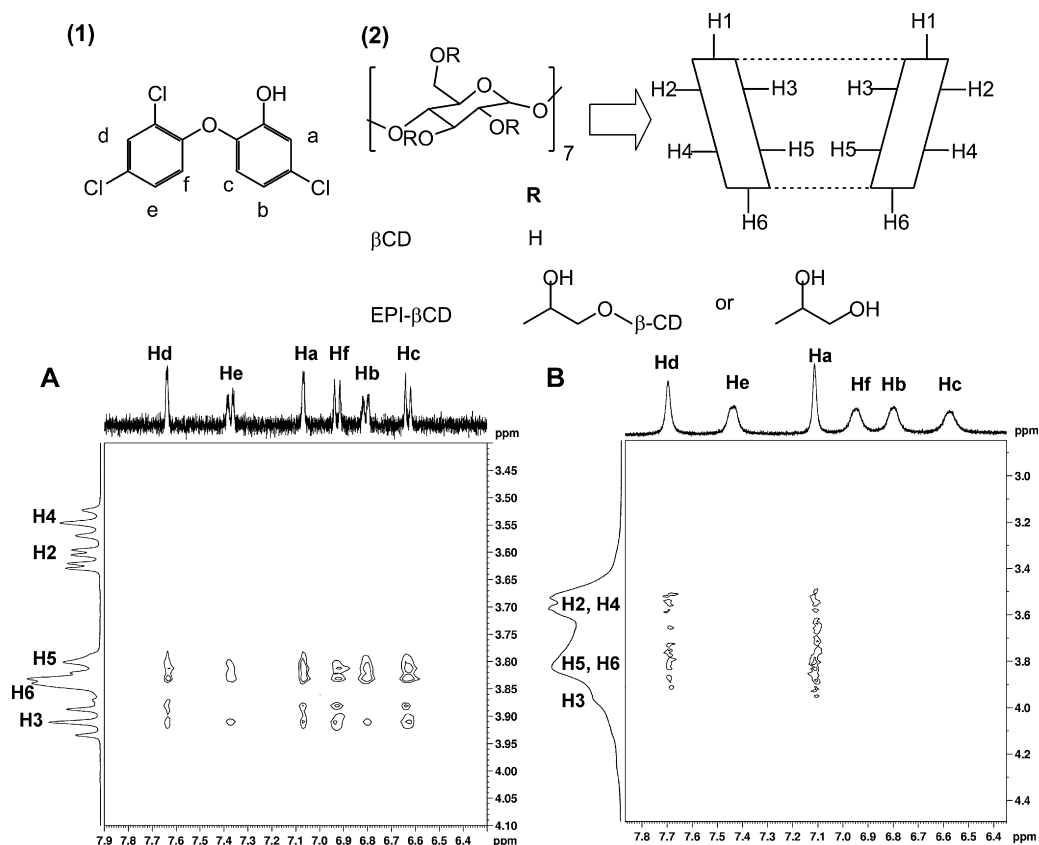 (1)
(2)
OH
Cl
O
d
a
Cl
f
c
Cl
e
b
OR
O
O
RO
OR
O
7
H1
H1
H2
H3
H3
H2
H4
H5
H5
H4
H6
H6
R
βCD
H
EPI-βCD
OH
O
β-CD
or
OH
OH
A
Hd
He
Ha
Hf
Hb
Hc
ppm
H4
H2
H5
H6
H3
3.45
3.50
3.55
3.60
3.65
3.70
3.75
3.80
3.85
3.90
3.95
4.00
4.05
4.10
7.9 7.8 7.7 7.6 7.5 7.4 7.3 7.2 7.1 7.0 6.9 6.8 6.7 6.6 6.5 6.4 ppm
B
Hd
He
Ha
Hf
Hb
Hc
ppm
H2, H4
H5, H6
H3
3.0
3.2
3.4
3.6
3.8
4.0
4.2
4.4
7.8 7.7 7.6 7.5 7.4 7.3 7.2 7.1 7.0 6.9 6.8 6.7 6.6 6.5 6.4 ppm